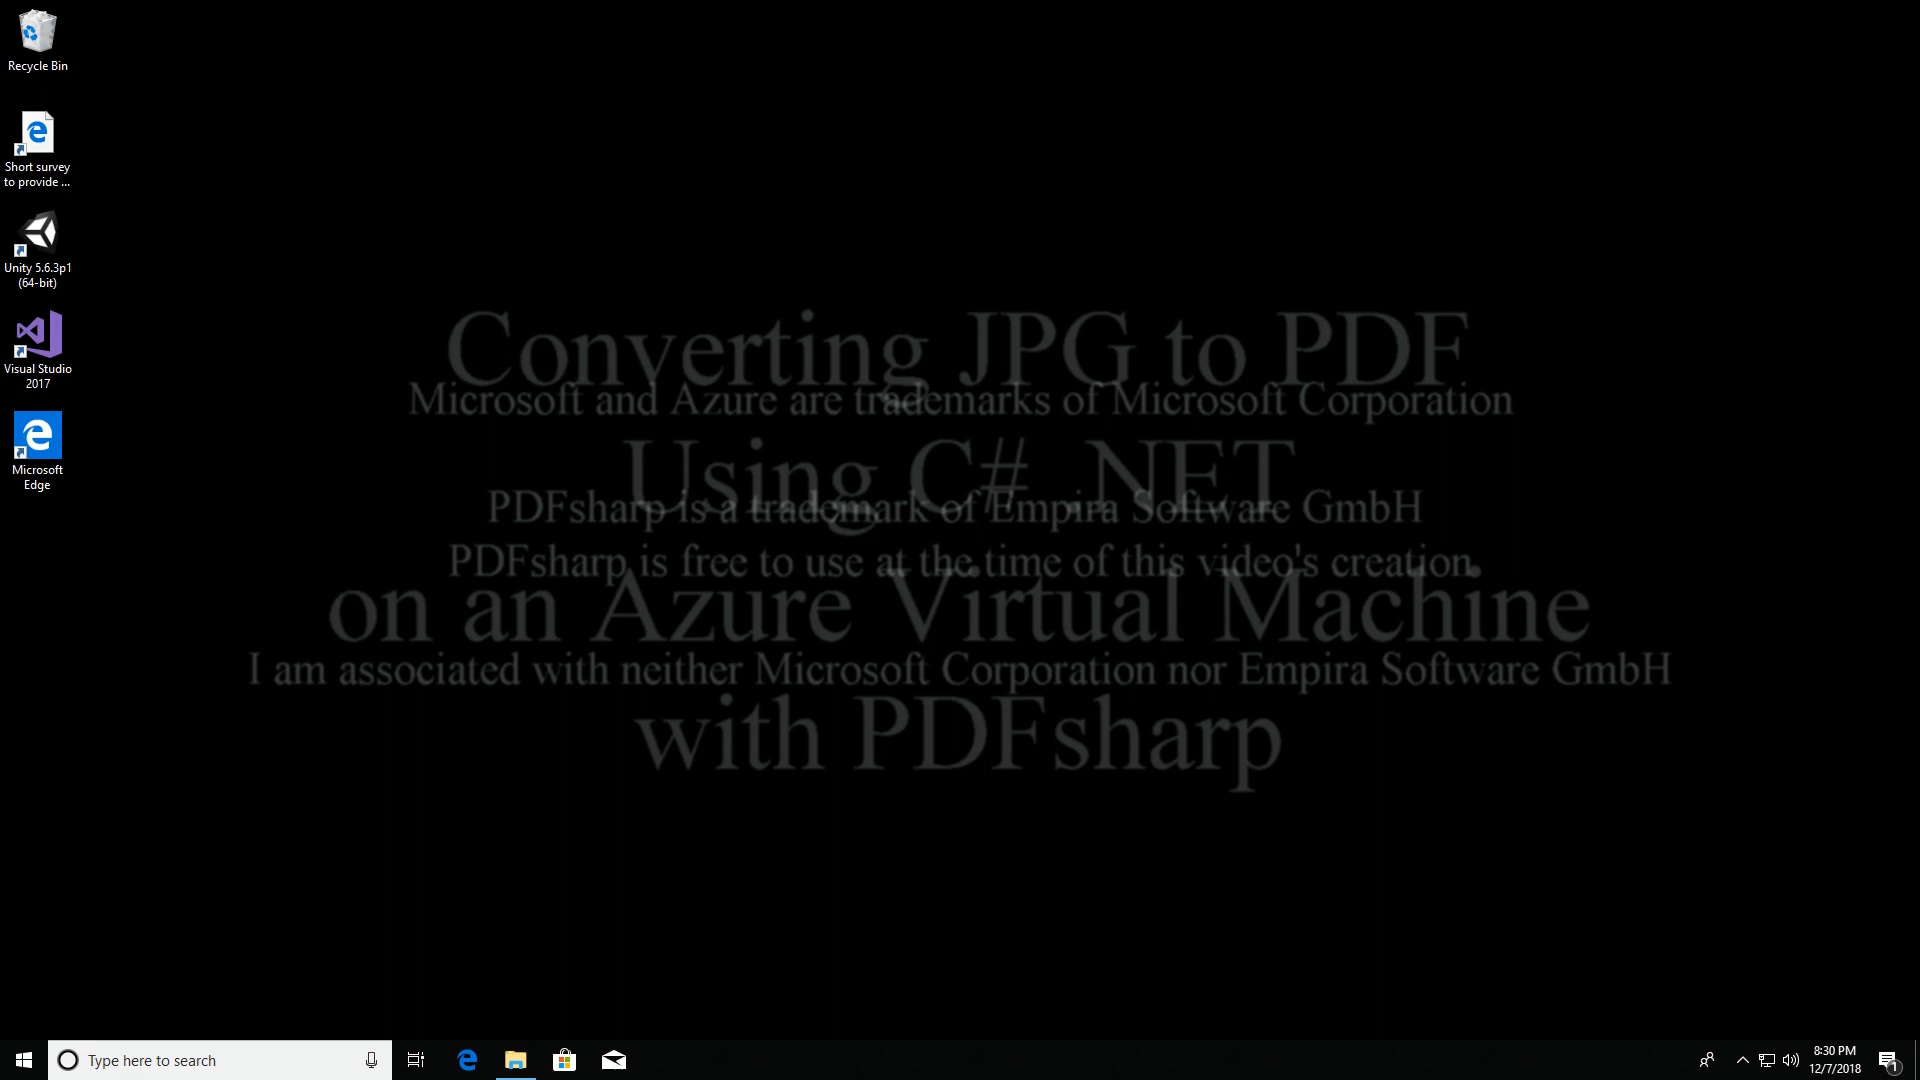 Recycle Bin
Short survey
to provide ...
Unity 5.6.3p1
(64-bit)
Visual Studio
2017
Microsoft
Edge
Converting JPG to PDF
Microsoft and Azure are trademarks of Microsoft Corporation
Using C# .NET
PDFsharp is a trademark of Empira Software GmbH
PDFsharp is free to use at the time of this video's creation.
on an Azure Virtual Machine
I am associated with neither Microsoft Corporation nor Empira Software GmbH
with PDFsharp
Type here to search
8:30 PM
12/7/2018
1